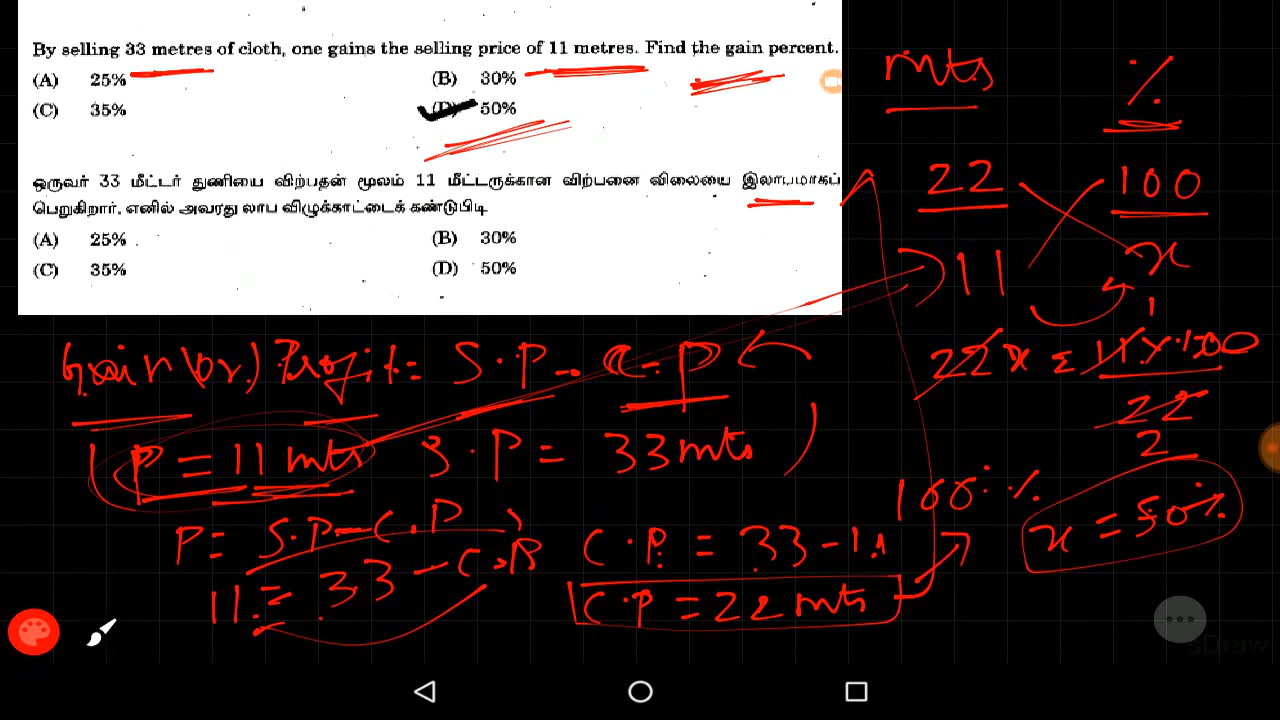 By selling 33 metres of cloth, one gains the selling price of 11 metres. Find the gain percent.
(A) 25% (B) 30%
(C) 35% (D) 50%
ஒருவர் 33 மீட்டர் துணியை விற்பதன் மூலம் 11 மீட்டருக்கான விற்பனை விலையை இலாபமாகப்
பெறுகிறார். எனில் அவரது லாப விழுக்காட்டைக் கண்டுபிடி
(A) 25% (B) 30%
(C) 35% (D) 50%
Gain (or) Profit = S.P - C.P
P = 11 mts S.P = 33 mts
P = S.P - C.P
11 = 33 - C.P
C.P = 33 - 11
C.P = 22 mts
100%
mts %
22 100
11 x
22x = 11 x 100
22
2
1
x = 50%
sDraw